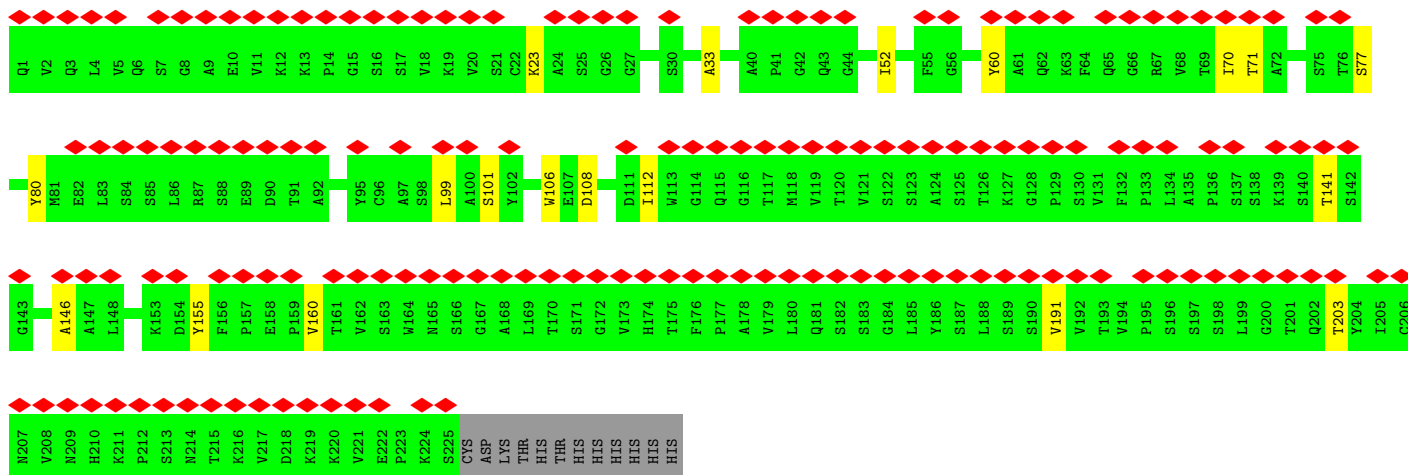 Q1 V2 Q3 L4 V5 Q6 S7 G8 A9 E10 V11 K12 K13 P14 G15 S16 S17 V18 K19 V20 S21 C22 K23 A24 S25 G26 G27 S30 A33 A40 P41 G42 Q43 G44 I52 F55 G56 Y60 A61 Q62 K63 F64 Q65 G66 R67 V68 T69 I70 T71 A72 S75 T76 S77
Y80 M81 E82 L83 S84 S85 L86 R87 S88 E89 D90 T91 A92 Y95 C96 A97 S98 L99 A100 S101 Y102 W106 E107 D108 D111 I112 W113 G114 Q115 G116 T117 M118 V119 T120 V121 S122 S123 A124 S125 T126 K127 G128 P129 S130 V131 F132 P133 L134 A135 P136 S137 S138 K139 S140 T141 S142
G143 A146 A147 L148 K153 D154 Y155 F156 P157 E158 P159 V160 T161 V162 S163 W164 N165 S166 G167 A168 L169 T170 S171 G172 V173 H174 T175 F176 P177 A178 V179 L180 Q181 S182 S183 G184 L185 Y186 S187 L188 S189 S190 V191 V192 T193 V194 P195 S196 S197 S198 L199 G200 T201 Q202 T203 Y204 I205 C206
N207 V208 N209 H210 K211 P212 S213 N214 T215 K216 V217 D218 K219 K220 V221 E222 P223 K224 S225 CYS ASP LYS THR HIS THR HIS HIS HIS HIS HIS HIS